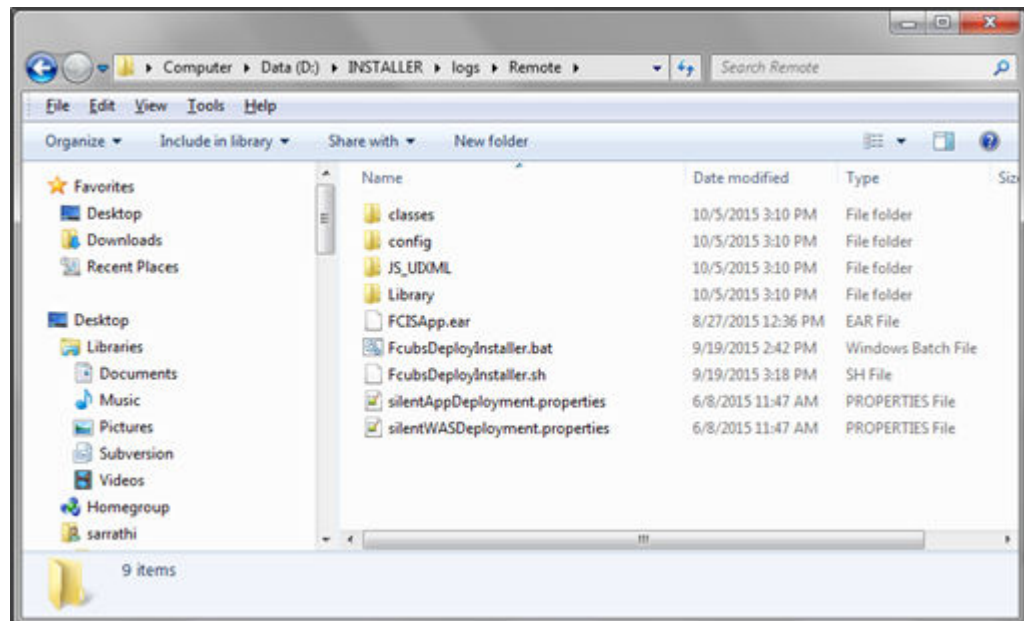 Computer Data (D:) INSTALLER logs Remote Search Remote
File Edit View Tools Help
Organize Include in library Share with New folder
Favorites
Desktop
Downloads
Recent Places
Desktop
Libraries
Documents
Music
Pictures
Subversion
Videos
Homegroup
sarrathi
Name Date modified Type Siz
classes 10/5/2015 3:10 PM File folder
config 10/5/2015 3:10 PM File folder
JS_UIXML 10/5/2015 3:10 PM File folder
Library 10/5/2015 3:10 PM File folder
FCISApp.ear 8/27/2015 12:36 PM EAR File
FcubsDeployInstaller.bat 9/19/2015 2:42 PM Windows Batch File
FcubsDeployInstaller.sh 9/19/2015 3:18 PM SH File
silentAppDeployment.properties 6/8/2015 11:47 AM PROPERTIES File
silentWASDeployment.properties 6/8/2015 11:47 AM PROPERTIES File
9 items